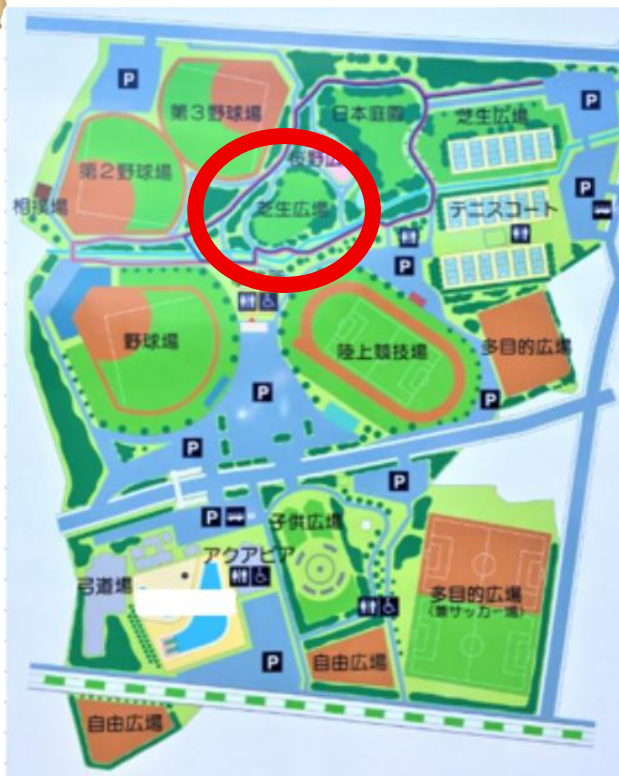 P
第3野球場
日本庭園
芝生広場
P
第2野球場
相撲場
芝生広場
テニスコート
P
P
野球場
陸上競技場
多目的広場
P
P
P
P
P
子供広場
アクアピア
弓道場
多目的広場
(兼サッカー場)
P
自由広場
自由広場